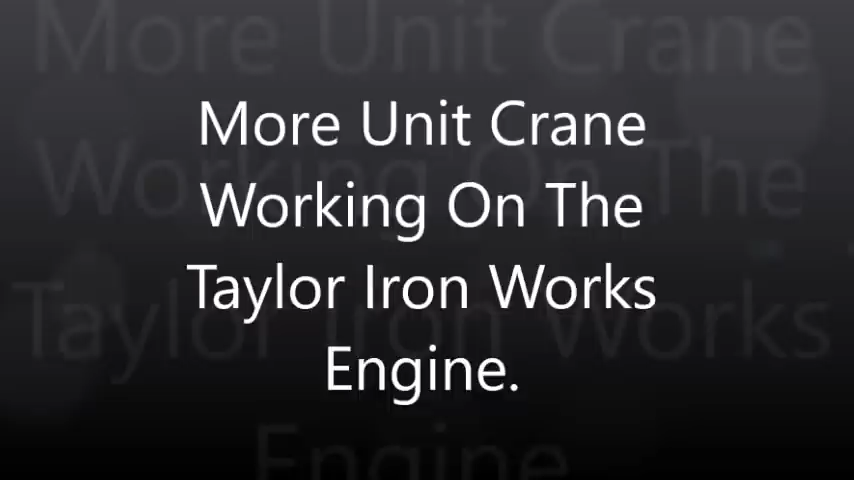 More Unit Crane
Working On The
Taylor Iron Works
Engine.